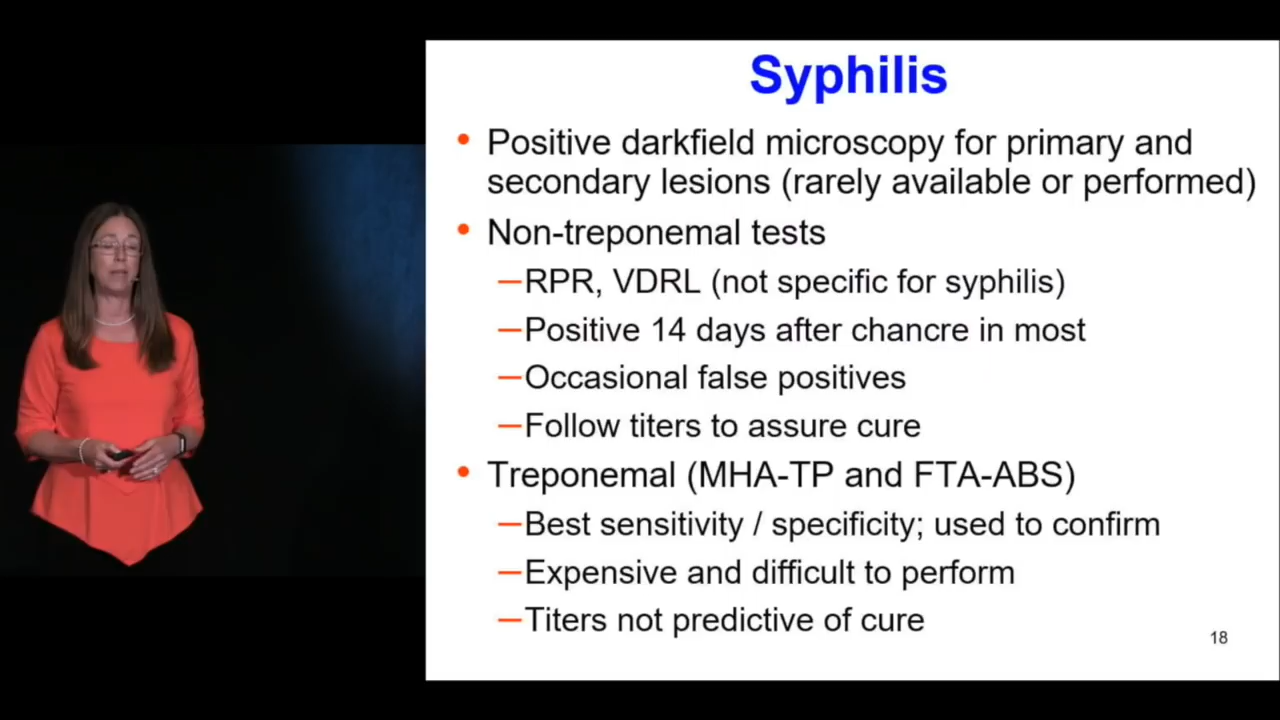 Syphilis
• Positive darkfield microscopy for primary and
secondary lesions (rarely available or performed)
• Non-treponemal tests
–RPR, VDRL (not specific for syphilis)
–Positive 14 days after chancre in most
–Occasional false positives
–Follow titers to assure cure
• Treponemal (MHA-TP and FTA-ABS)
–Best sensitivity / specificity; used to confirm
–Expensive and difficult to perform
–Titers not predictive of cure
18